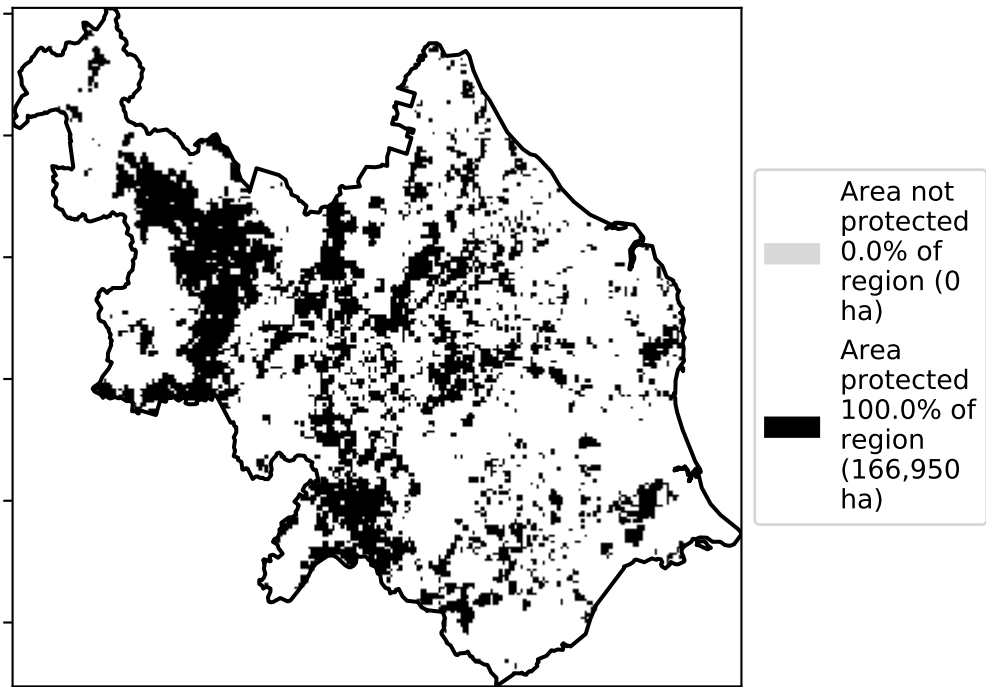 Area not
protected
0.0% of
region (0
ha)
Area
protected
100.0% of
region
(166,950
ha)